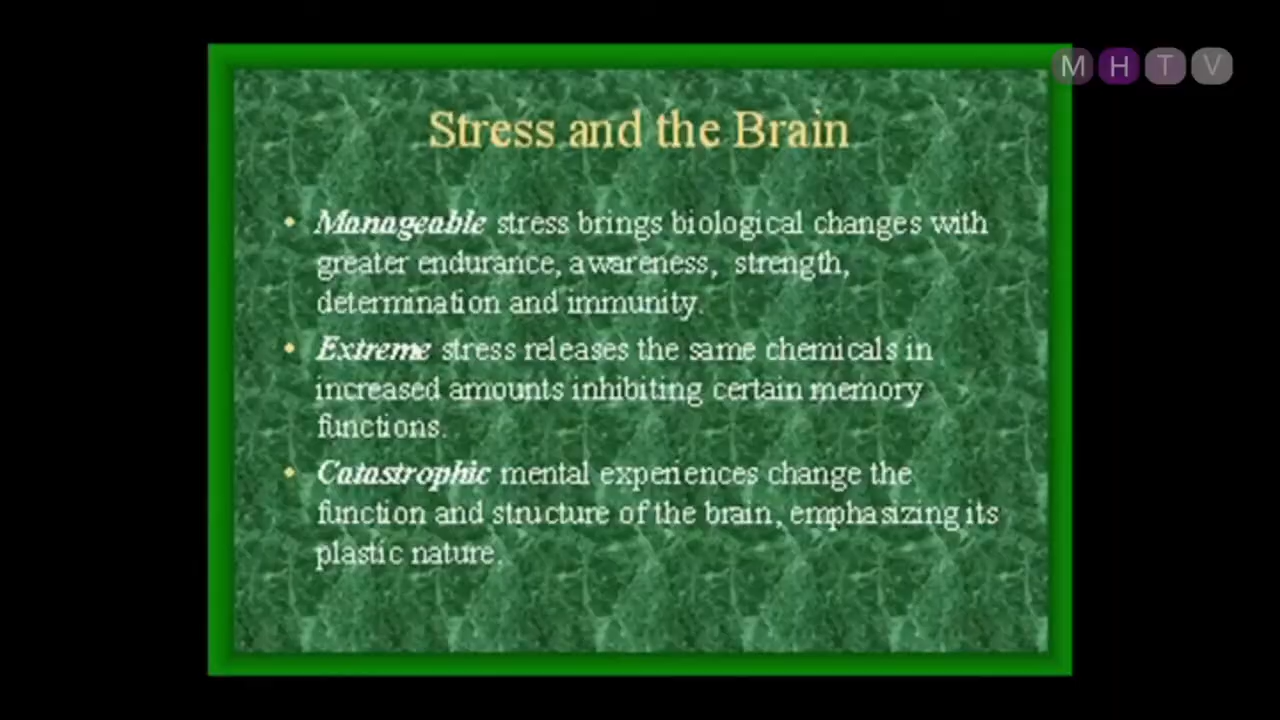 M H T V
Stress and the Brain
• Manageable stress brings biological changes with
greater endurance, awareness, strength,
determination and immunity.
• Extreme stress releases the same chemicals in
increased amounts inhibiting certain memory
functions.
• Catastrophic mental experiences change the
function and structure of the brain, emphasizing its
plastic nature.